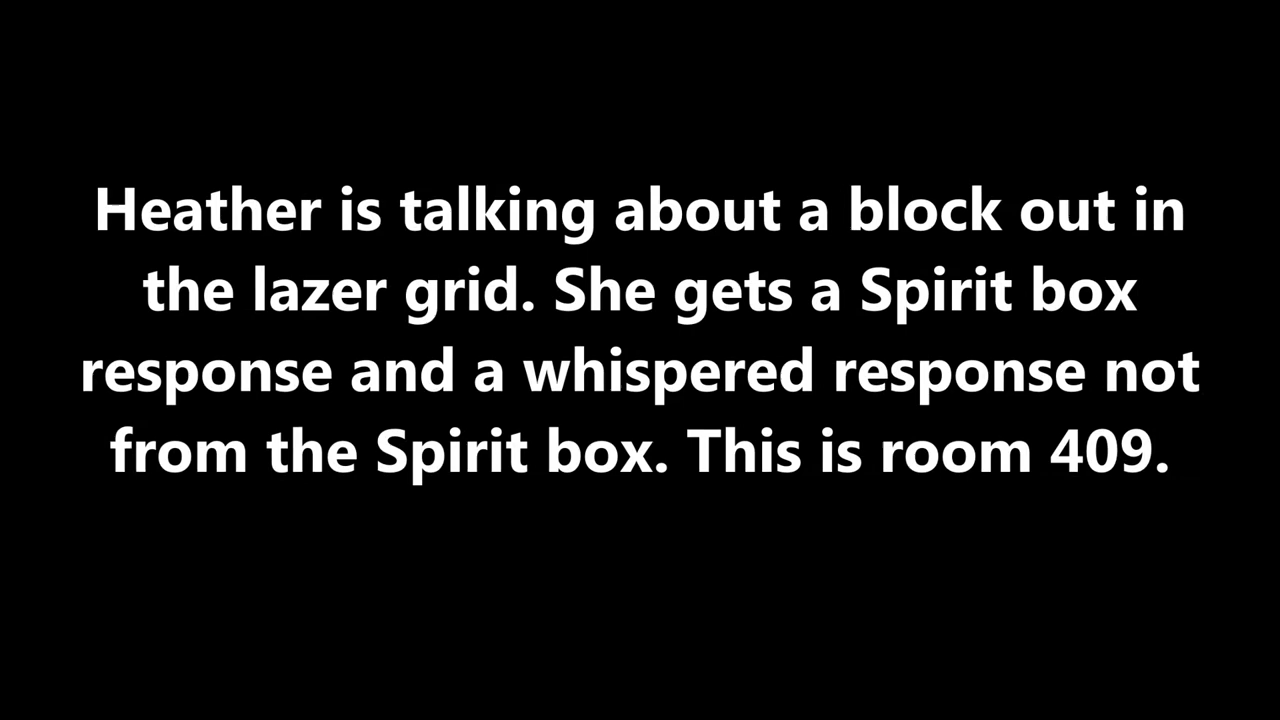 Heather is talking about a block out in
the lazer grid. She gets a Spirit box
response and a whispered response not
from the Spirit box. This is room 409.